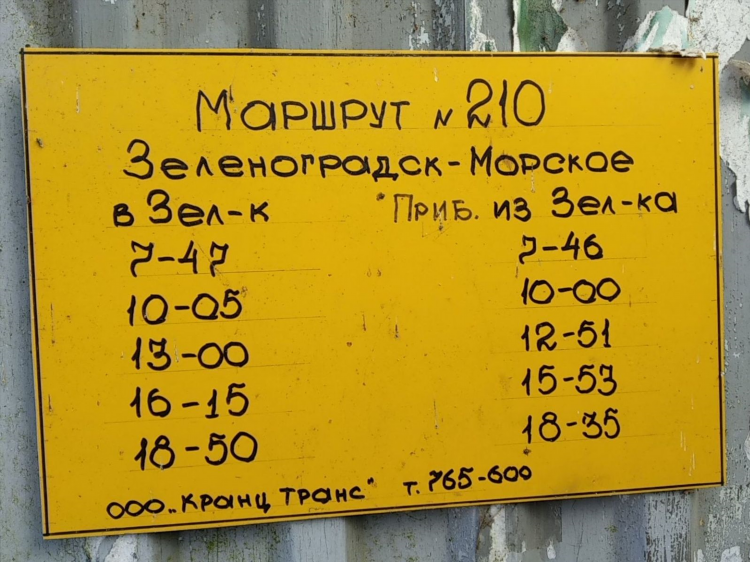 Маршрут N 210
Зеленоградск-Морское
в Зел-к Приб. из Зел-ка
7-47 7-46
10-05 10-00
13-00 12-51
16-15 15-53
18-50 18-35
ООО„Кранц Транс" т. 765-600